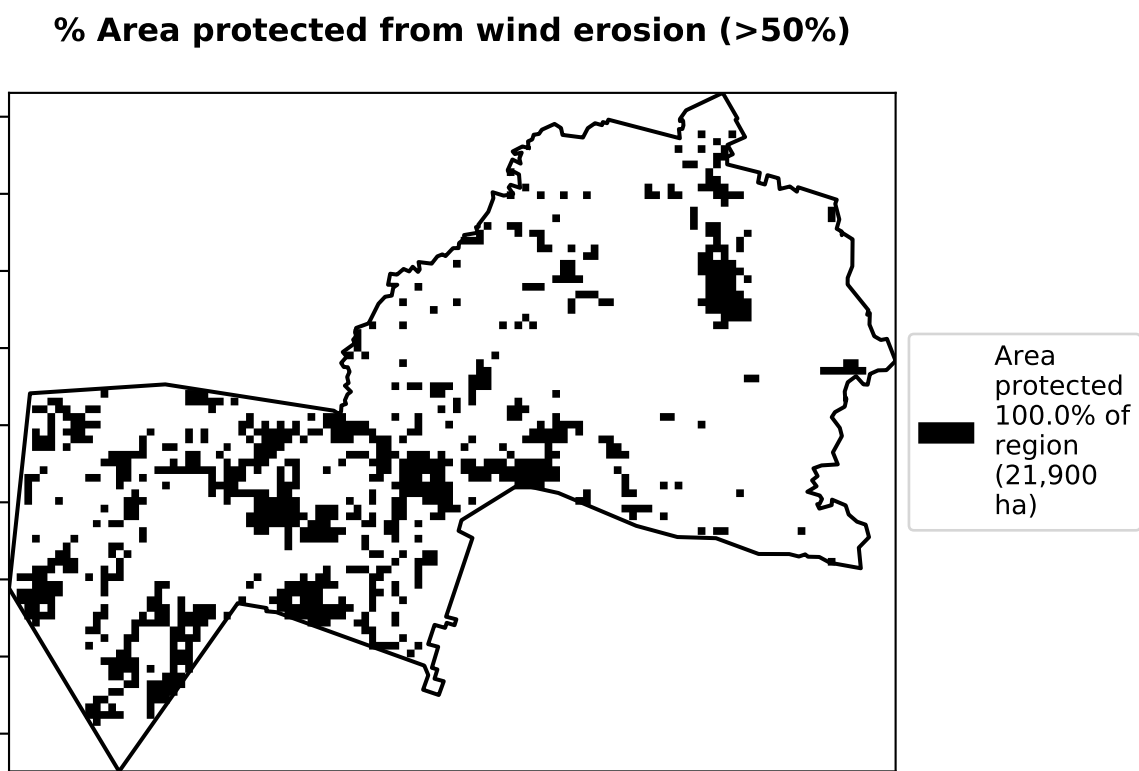 % Area protected from wind erosion (>50%)
Area
protected
100.0% of
region
(21,900
ha)